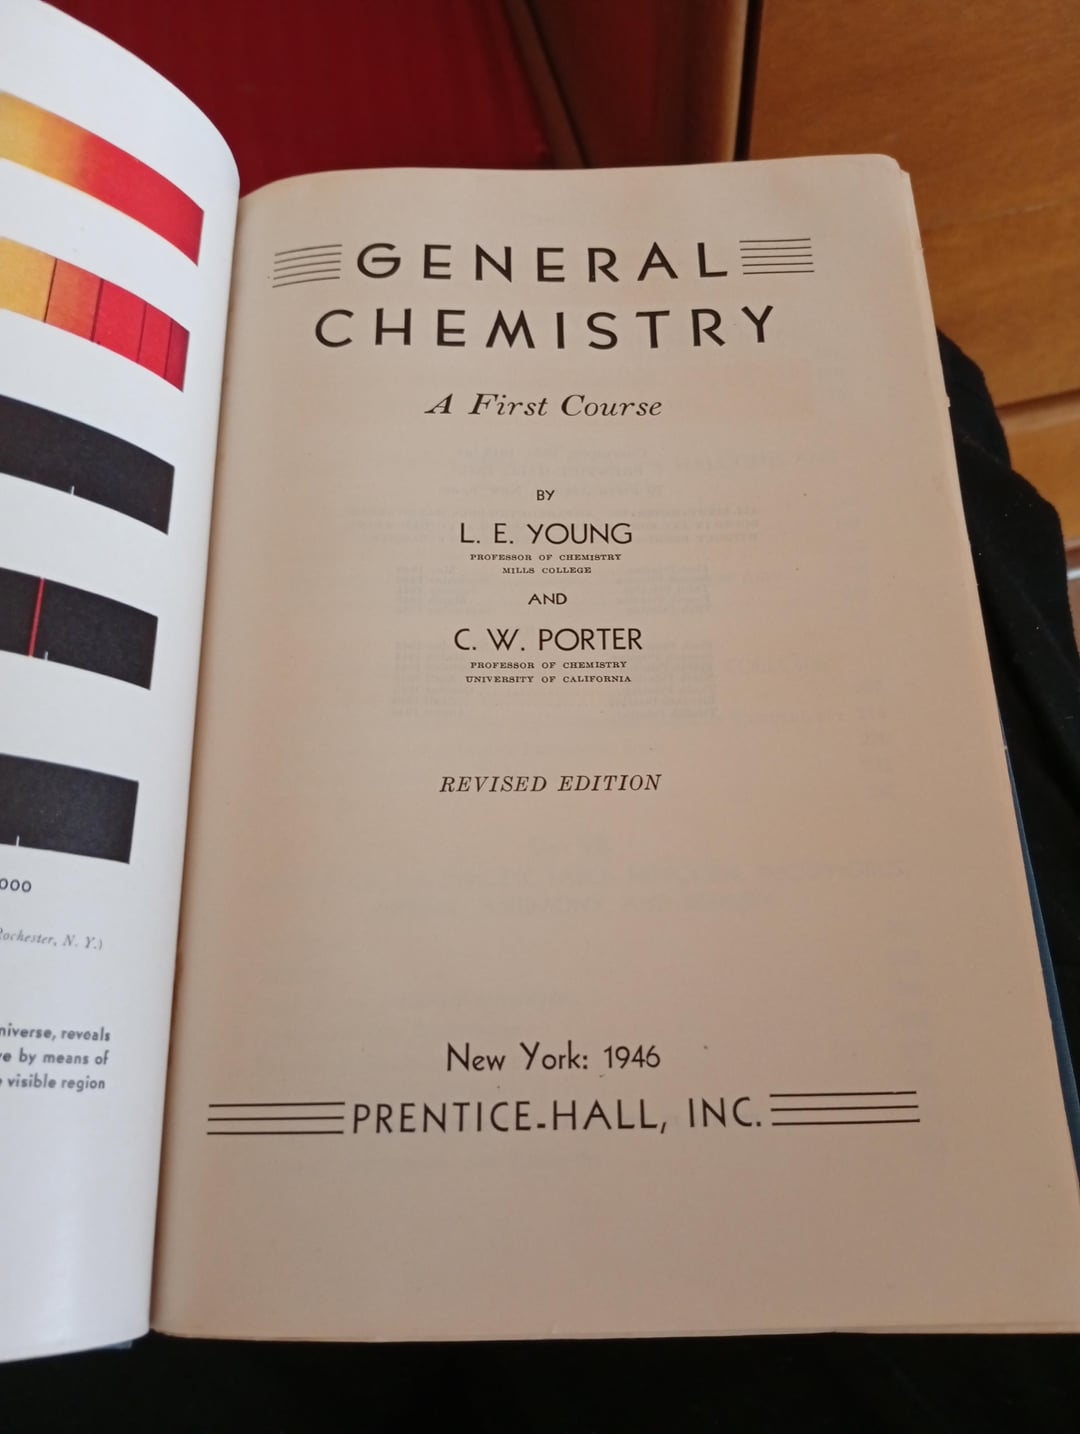 000
Rochester, N. Y.)
niverse, reveals
e by means of
visible region
GENERAL
CHEMISTRY
A First Course
BY
L. E. YOUNG
PROFESSOR OF CHEMISTRY
MILLS COLLEGE
AND
C. W. PORTER
PROFESSOR OF CHEMISTRY
UNIVERSITY OF CALIFORNIA
REVISED EDITION
New York: 1946
PRENTICE-HALL, INC.